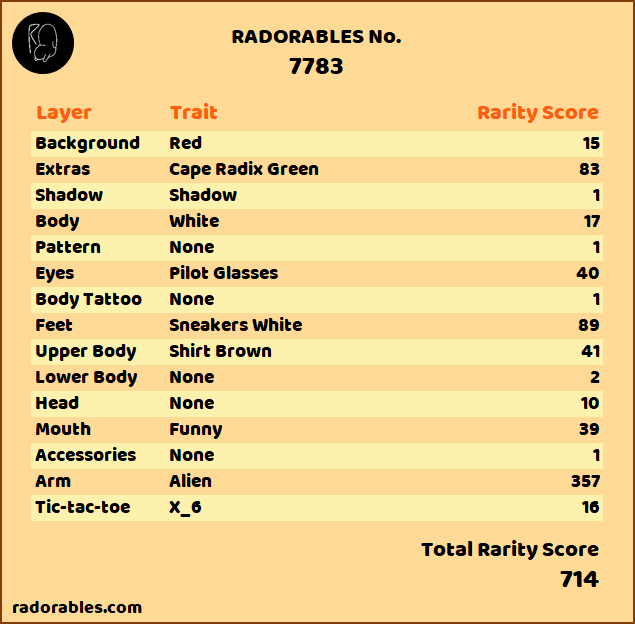 RADORABLES No.
7783
Layer Trait Rarity Score
Background Red 15
Extras Cape Radix Green 83
Shadow Shadow 1
Body White 17
Pattern None 1
Eyes Pilot Glasses 40
Body Tattoo None 1
Feet Sneakers White 89
Upper Body Shirt Brown 41
Lower Body None 2
Head None 10
Mouth Funny 39
Accessories None 1
Arm Alien 357
Tic-tac-toe X_6 16
Total Rarity Score
714
radorables.com